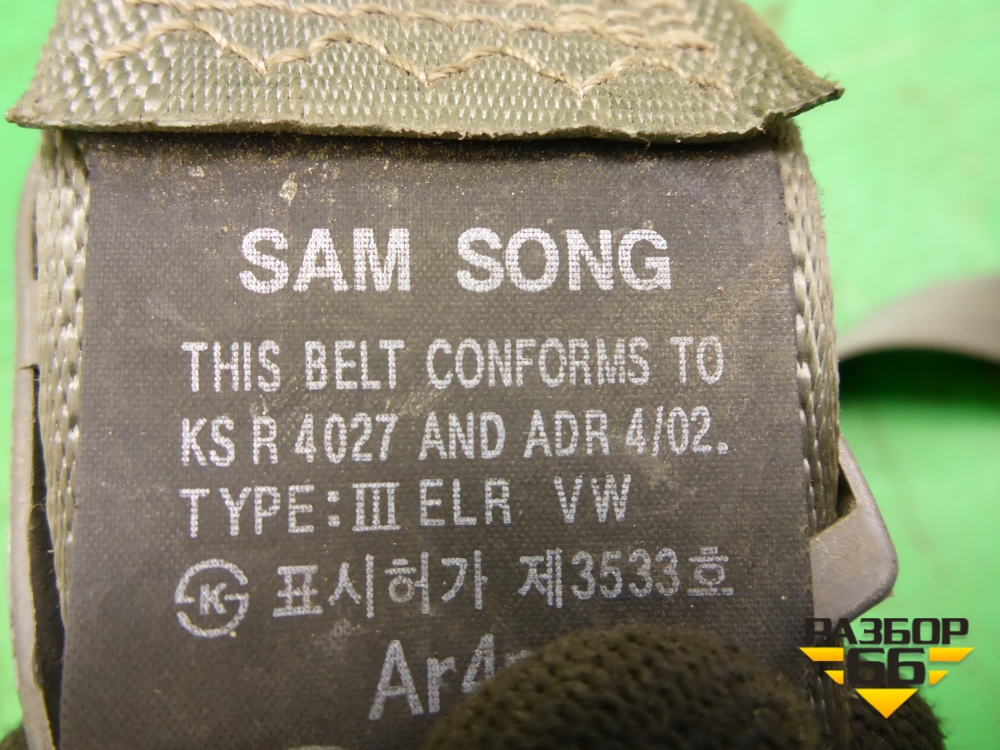 SAM SONG
THIS BELT CONFORMS TO
KS R 4027 AND ADR 4/02.
TYPE:III ELR VW
K 표시허가 제3533호
РАЗБОР
66